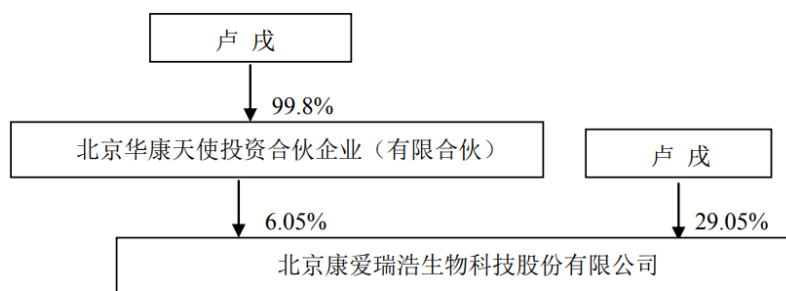 卢 戌
99.8%
北京华康天使投资合伙企业（有限合伙）
卢 戌
6.05%
29.05%
北京康爱瑞浩生物科技股份有限公司